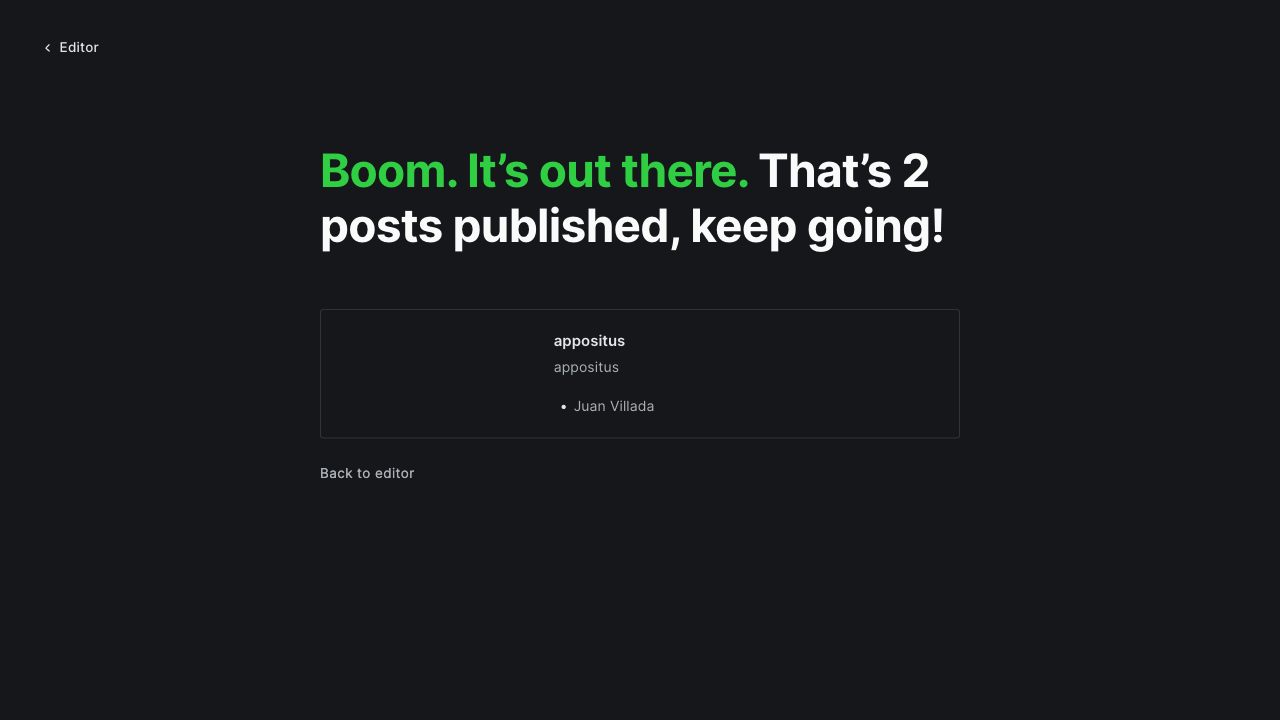 Editor
Boom. It’s out there. That’s 2
posts published, keep going!
appositus
appositus
• Juan Villada
Back to editor